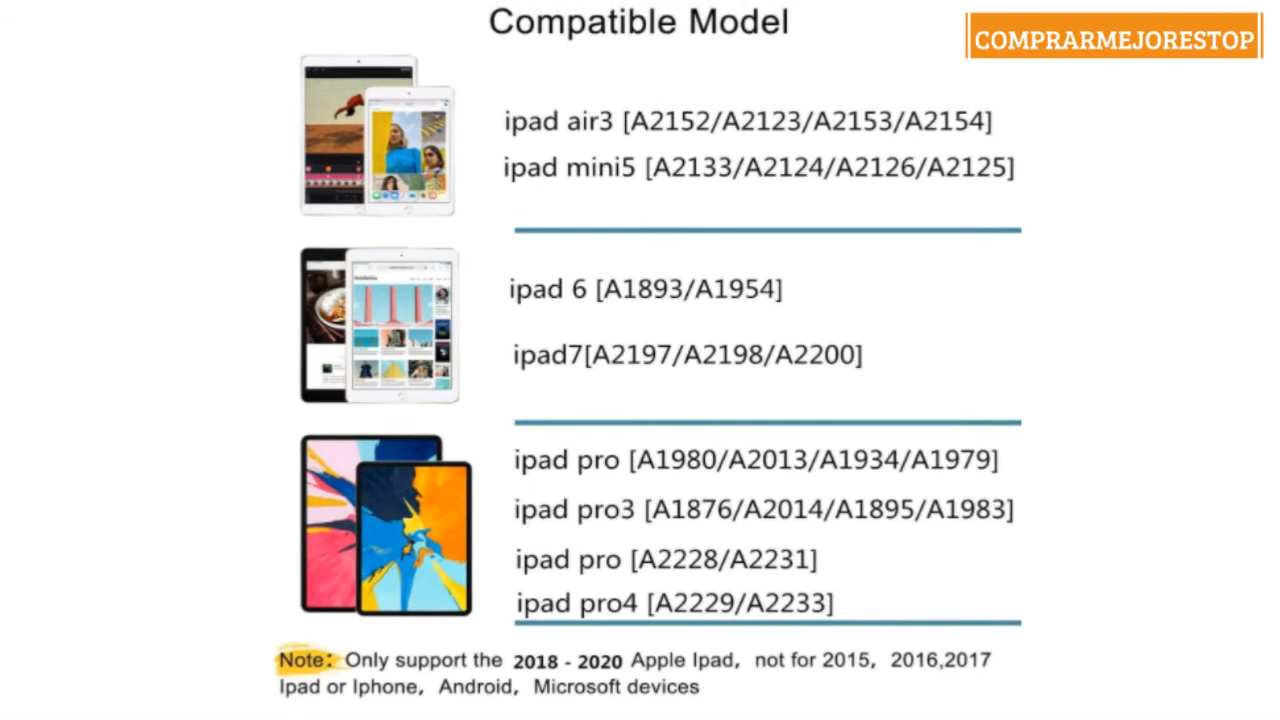 Compatible Model
COMPRARMEJORESTOP
ipad air3 [A2152/A2123/A2153/A2154]
ipad mini5 [A2133/A2124/A2126/A2125]
ipad 6 [A1893/A1954]
ipad7[A2197/A2198/A2200]
ipad pro [A1980/A2013/A1934/A1979]
ipad pro3 [A1876/A2014/A1895/A1983]
ipad pro [A2228/A2231]
ipad pro4 [A2229/A2233]
Note: Only support the 2018 - 2020 Apple Ipad, not for 2015, 2016,2017
Ipad or Iphone, Android, Microsoft devices